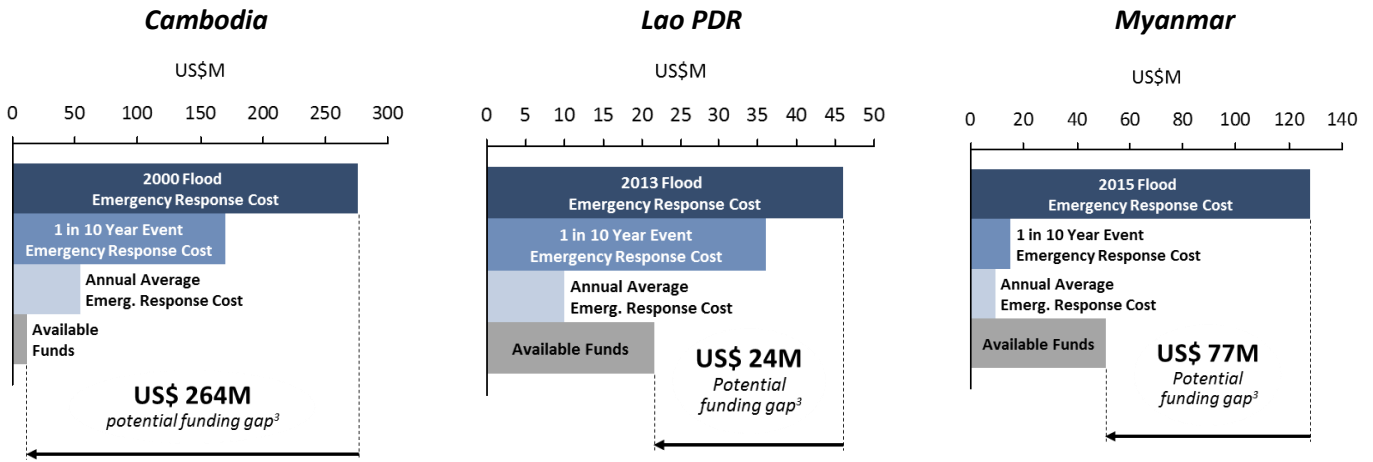 Cambodia
US$M
0 50 100 150 200 250 300
2000 Flood
Emergency Response Cost
1 in 10 Year Event
Emergency Response Cost
Annual Average
Emerg. Response Cost
Available
Funds
US$ 264M
potential funding gap³
Lao PDR
US$M
0 5 10 15 20 25 30 35 40 45 50
2013 Flood
Emergency Response Cost
1 in 10 Year Event
Emergency Response Cost
Annual Average
Emerg. Response Cost
Available Funds
US$ 24M
Potential
funding gap³
Myanmar
US$M
0 20 40 60 80 100 120 140
2015 Flood
Emergency Response Cost
1 in 10 Year Event
Emergency Response Cost
Annual Average
Emerg. Response Cost
Available Funds
US$ 77M
Potential
funding gap³